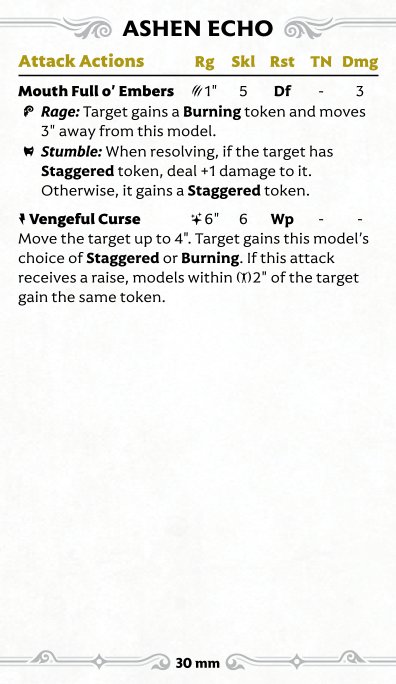 ASHEN ECHO
Attack Actions Rg Skl Rst TN Dmg
Mouth Full o' Embers 1" 5 Df - 3
Rage: Target gains a Burning token and moves
3" away from this model.
Stumble: When resolving, if the target has
Staggered token, deal +1 damage to it.
Otherwise, it gains a Staggered token.
Vengeful Curse 6" 6 Wp - -
Move the target up to 4". Target gains this model's
choice of Staggered or Burning. If this attack
receives a raise, models within 2" of the target
gain the same token.
30 mm